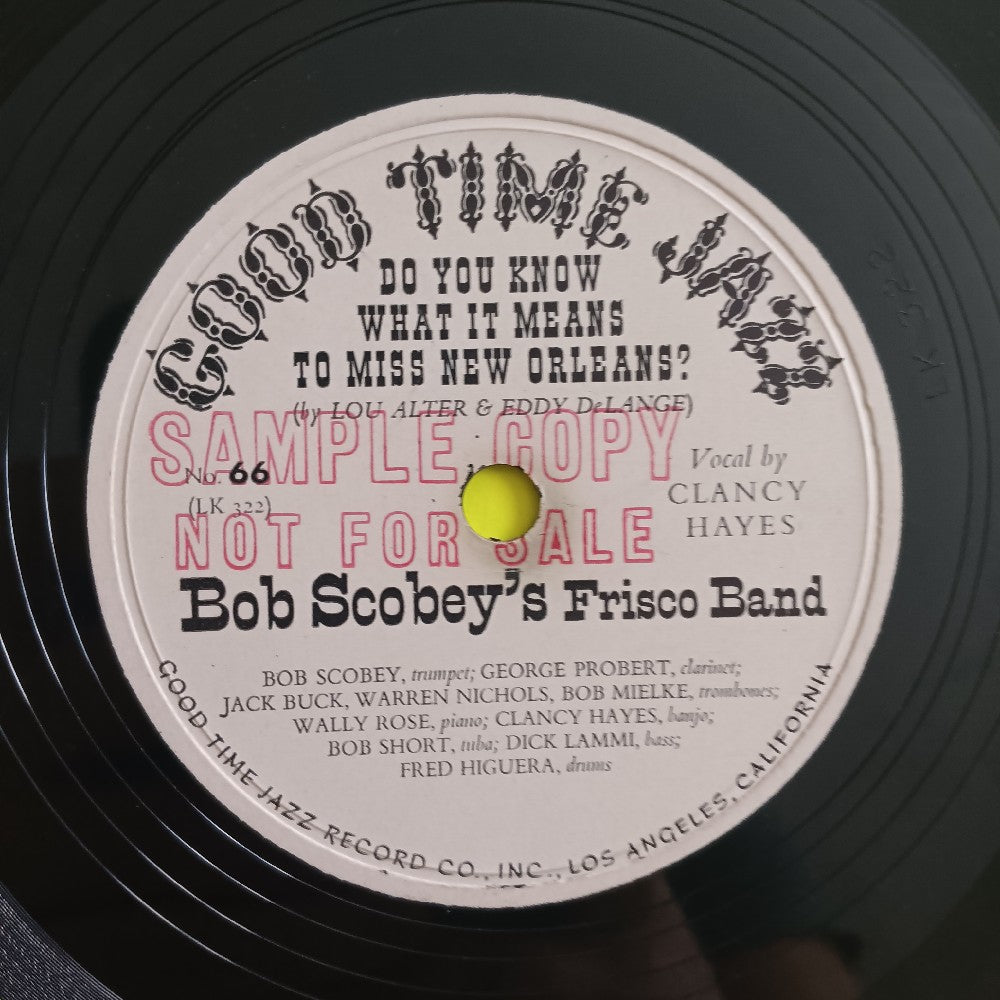 GOOD TIME JAZZ
DO YOU KNOW
WHAT IT MEANS
TO MISS NEW ORLEANS?
(by LOU ALTER & EDDY DeLANGE)
SAMPLE COPY
No. 66
(LK 322)
Vocal by
CLANCY
HAYES
NOT FOR SALE
Bob Scobey's Frisco Band
BOB SCOBEY, trumpet; GEORGE PROBERT, clarinet;
JACK BUCK, WARREN NICHOLS, BOB MIELKE, trombones;
WALLY ROSE, piano; CLANCY HAYES, banjo;
BOB SHORT, tuba; DICK LAMMI, bass;
FRED HIGUERA, drums
GOOD TIME JAZZ RECORD CO., INC., LOS ANGELES, CALIFORNIA
LK 322